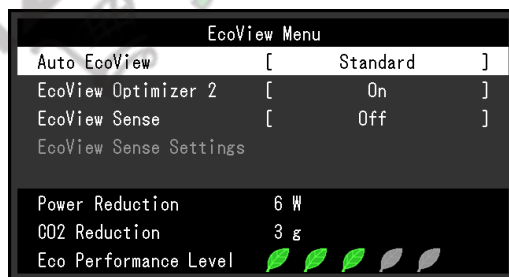 EcoView Menu
Auto EcoView [ Standard ]
EcoView Optimizer 2 [ On ]
EcoView Sense [ Off ]
EcoView Sense Settings
Power Reduction 6 W
CO2 Reduction 3 g
Eco Performance Level